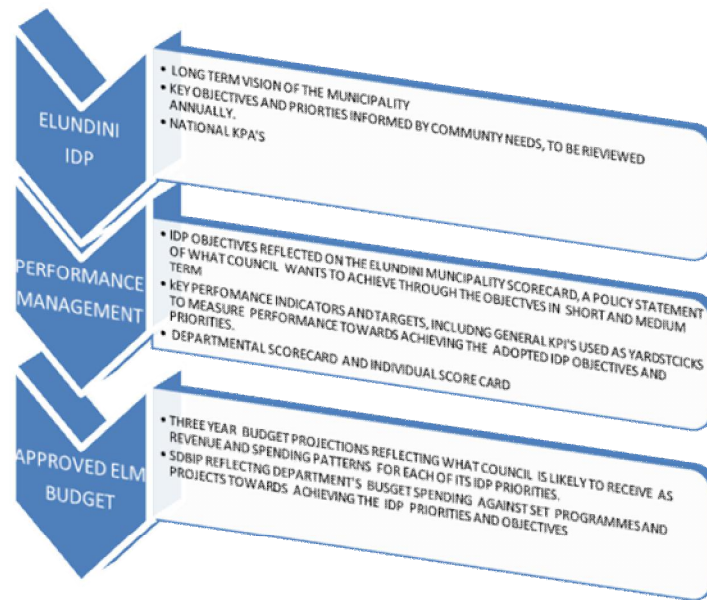 ELUNDINI
IDP
• LONG TERM VISION OF THE MUNICIPALITY
• KEY OBJECTIVES AND PRIORTIES INFORMED BY COMMUNTY NEEDS, TO BE RIEVIEWED
ANNUALLY.
• NATIONAL KPA'S
PERFORMANCE
MANAGEMENT
• IDP OBJECTIVES REFLECTED ON THE ELUNDINI MUNICIPALITY SCORECARD, A POLICY STATEMENT
OF WHAT COUNCIL WANTS TO ACHIEVE THROUGH THE OBJECTVES IN SHORT AND MEDIUM
TERM
• kEY PERFOMANCE INDICATORS AND TARGETS, INCLUDNG GENERAL KPI'S USED AS YARDSTCICKS
TO MEASURE PERFORMANCE TOWARDS ACHIEVING THE ADOPTED IDP OBJECTIVES AND
PRIORITIES.
• DEPARTMENTAL SCORECARD AND INDIVIDUAL SCORE CARD
APPROVED ELM
BUDGET
• THREE YEAR BUDGET PROJECTIONS REFLECTING WHAT COUNCIL IS LIKELY TO RECEIVE AS
REVENUE AND SPENDING PATTERNS FOR EACH OF ITS IDP PRIORITIES.
• SDBIP REFLECTNG DEPARTMENT'S BUSGET SPENDING AGAINST SET PROGRAMMES AND
PROJECTS TOWARDS ACHIEVING THE IDP PRIORITIES AND OBJECTIVES